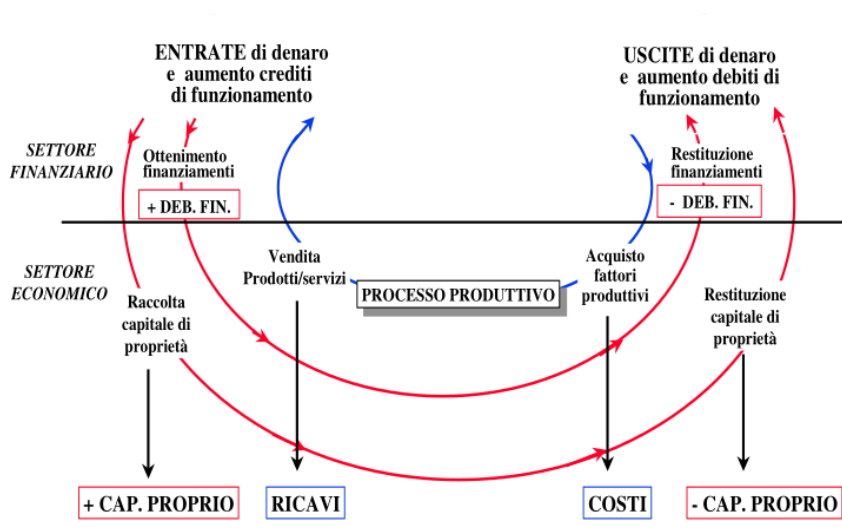 ENTRATE di denaro
e aumento crediti
di funzionamento
USCITE di denaro
e aumento debiti di
funzionamento
SETTORE
FINANZIARIO
Ottenimento
finanziamenti
+ DEB. FIN.
Restituzione
finanziamenti
- DEB. FIN.
SETTORE
ECONOMICO
Vendita
Prodotti/servizi
PROCESSO PRODUTTIVO
Acquisto
fattori
produttivi
Raccolta
capitale di
proprietà
Restituzione
capitale di
proprietà
+ CAP. PROPRIO
RICAVI
COSTI
- CAP. PROPRIO